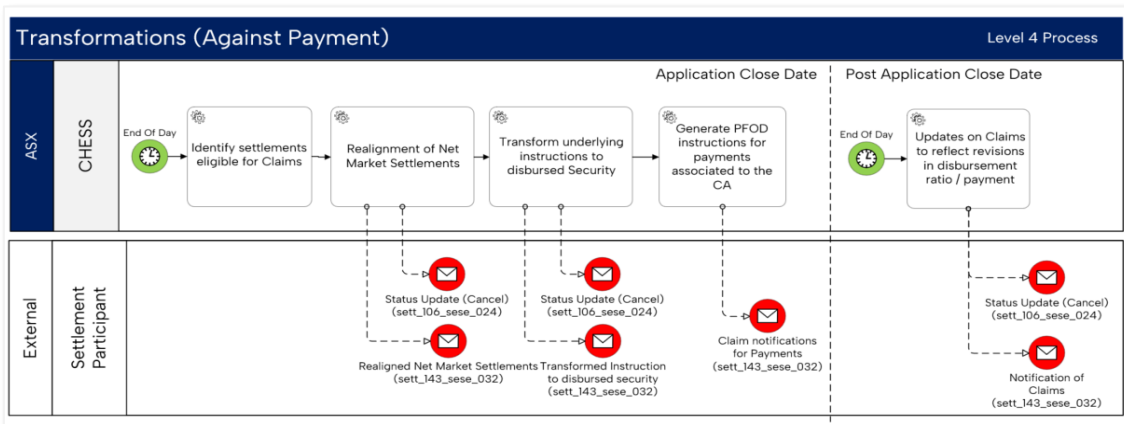 Transformations (Against Payment)
Level 4 Process
Application Close Date
Post Application Close Date
ASX
CHESS
End Of Day
Identify settlements
eligible for Claims
Realignment of Net
Market Settlements
Transform underlying
instructions to
disbursed Security
Generate PFOD
instructions for
payments
associated to the
CA
End Of Day
Updates on Claims
to reflect revisions
in disbursement
ratio / payment
External
Settlement
Participant
Status Update (Cancel)
(sett_106_sese_024)
Realigned Net Market Settlements
(sett_143_sese_032)
Status Update (Cancel)
(sett_106_sese_024)
Transformed Instruction
to disbursed security
(sett_143_sese_032)
Claim notifications
for Payments
(sett_143_sese_032)
Status Update (Cancel)
(sett_106_sese_024)
Notification of
Claims
(sett_143_sese_032)